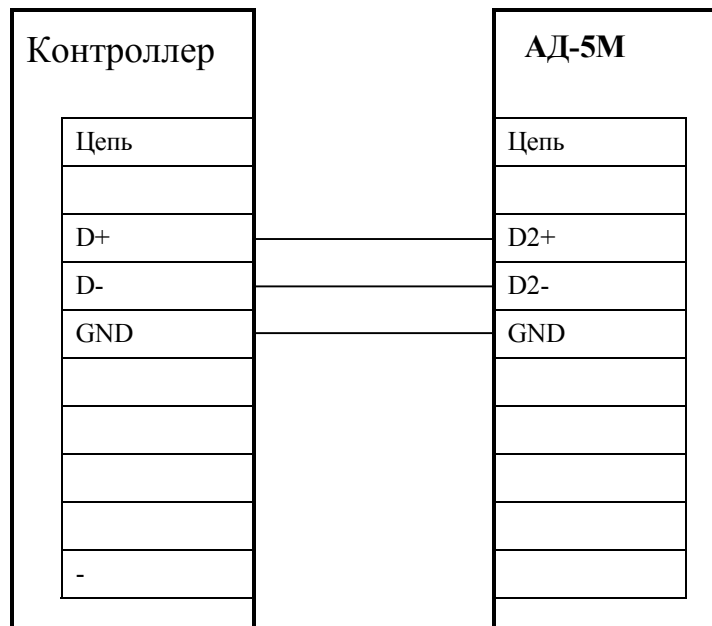 Контроллер
АД-5М
Цепь
Цепь
D+
D2+
D-
D2-
GND
GND
-